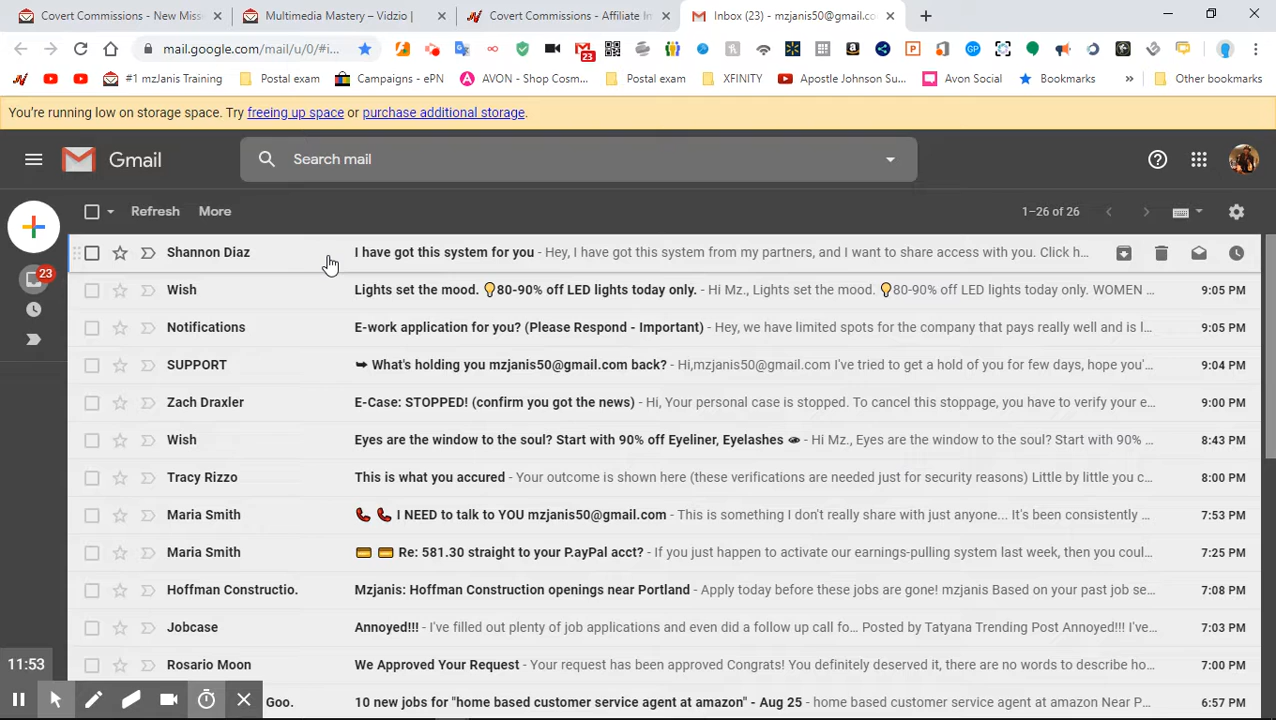 Covert Commissions - New Miss
Multimedia Mastery – Vidzio |
Covert Commissions - Affiliate In
Inbox (23) - mzjanis50@gmail.co
mail.google.com/mail/u/0/#i...
23
#1 mzJanis Training
Postal exam
Campaigns - ePN
AVON - Shop Cosm...
Postal exam
XFINITY
Apostle Johnson Su...
Avon Social
Bookmarks
»
Other bookmarks
You're running low on storage space. Try freeing up space or purchase additional storage.
Gmail
Search mail
Refresh More 1–26 of 26
23
Shannon Diaz I have got this system for you - Hey, I have got this system from my partners, and I want to share access with you. Click h...
Wish Lights set the mood. 💡80-90% off LED lights today only. - Hi Mz., Lights set the mood. 💡80-90% off LED lights today only. WOMEN ... 9:05 PM
Notifications E-work application for you? (Please Respond - Important) - Hey, we have limited spots for the company that pays really well and is l... 9:05 PM
SUPPORT ➥ What's holding you mzjanis50@gmail.com back? - Hi,mzjanis50@gmail.com I've tried to get a hold of you for few days, hope you'... 9:04 PM
Zach Draxler E-Case: STOPPED! (confirm you got the news) - Hi, Your personal case is stopped. To cancel this stoppage, you have to verify your e... 9:00 PM
Wish Eyes are the window to the soul? Start with 90% off Eyeliner, Eyelashes 👁 - Hi Mz., Eyes are the window to the soul? Start with 90% ... 8:43 PM
Tracy Rizzo This is what you accured - Your outcome is shown here (these verifications are needed just for security reasons) Little by little you c... 8:00 PM
Maria Smith 📞 📞 I NEED to talk to YOU mzjanis50@gmail.com - This is something I don't really share with just anyone... It's been consistently ... 7:53 PM
Maria Smith 💳 💳 Re: 581.30 straight to your P.ayPal acct? - If you just happen to activate our earnings-pulling system last week, then you coul... 7:25 PM
Hoffman Constructio. Mzjanis: Hoffman Construction openings near Portland - Apply today before these jobs are gone! mzjanis Based on your past job se... 7:08 PM
Jobcase Annoyed!!! - I've filled out plenty of job applications and even did a follow up call fo... Posted by Tatyana Trending Post Annoyed!!! I've... 7:03 PM
11:53
Rosario Moon We Approved Your Request - Your request has been approved Congrats! You definitely deserved it, there are no words to describe ho... 7:00 PM
Goo. 10 new jobs for "home based customer service agent at amazon" - Aug 25 - home based customer service agent at amazon Near P... 6:57 PM